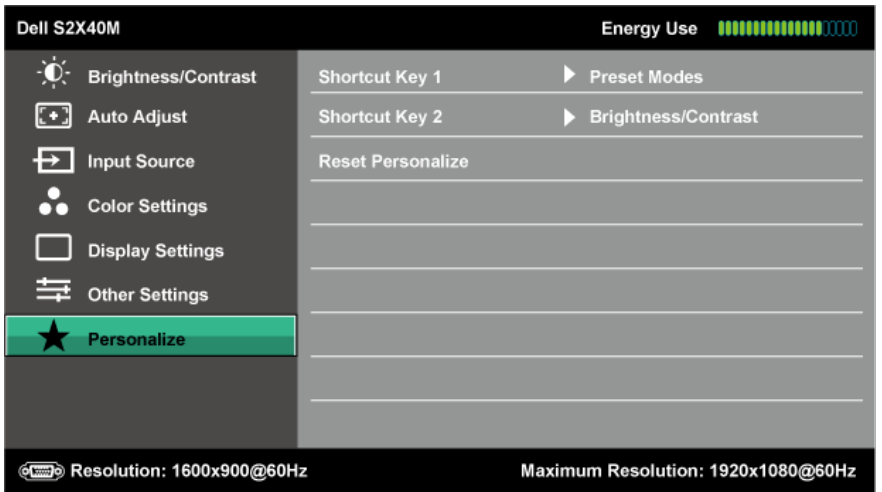 Dell S2X40M Energy Use
Brightness/Contrast
Auto Adjust
Input Source
Color Settings
Display Settings
Other Settings
Personalize
Shortcut Key 1 Preset Modes
Shortcut Key 2 Brightness/Contrast
Reset Personalize
Resolution: 1600x900@60Hz Maximum Resolution: 1920x1080@60Hz